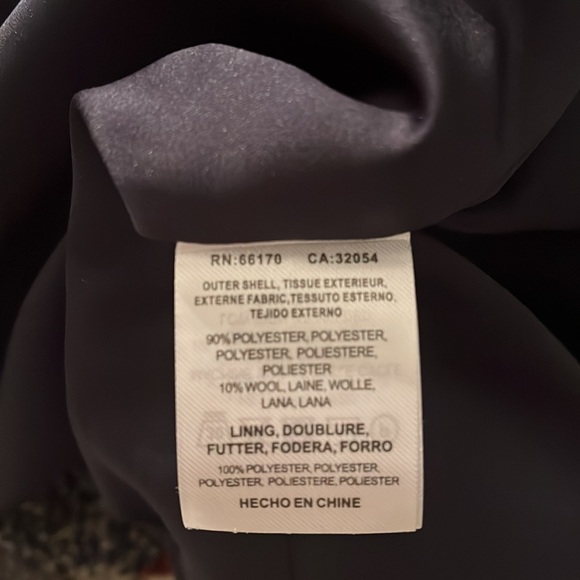 RN:66170 CA:32054
OUTER SHELL, TISSUE EXTERIEUR,
EXTERNE FABRIC,TESSUTO ESTERNO,
TEJIDO EXTERNO
90% POLYESTER, POLYESTER,
POLYESTER, POLIESTERE,
POLIESTER
10% WOOL, LAINE, WOLLE,
LANA, LANA
LINNG, DOUBLURE,
FUTTER, FODERA, FORRO
100% POLYESTER, POLYESTER,
POLYESTER, POLIESTERE, POLIESTER
HECHO EN CHINE